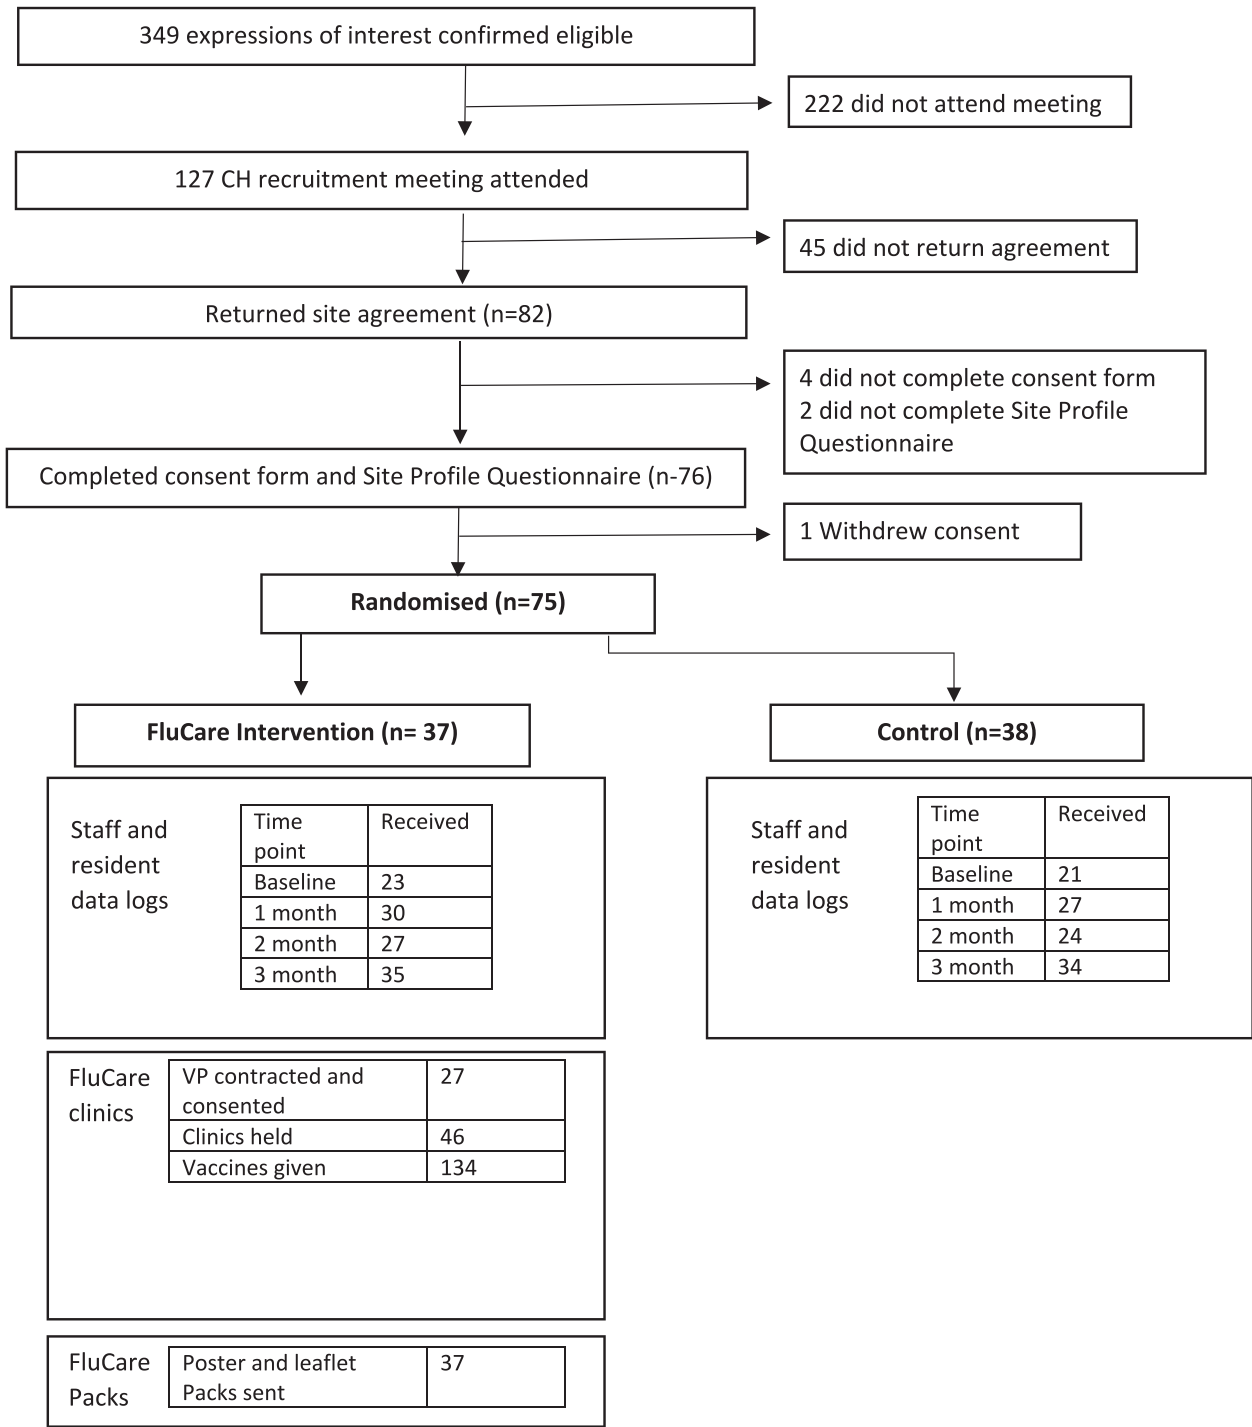 349 expressions of interest confirmed eligible
222 did not attend meeting
127 CH recruitment meeting attended
45 did not return agreement
Returned site agreement (n=82)
4 did not complete consent form
2 did not complete Site Profile
Questionnaire
Completed consent form and Site Profile Questionnaire (n-76)
1 Withdrew consent
Randomised (n=75)
FluCare Intervention (n= 37)
Staff and
resident
data logs
Time
point
Received
Baseline 23
1 month 30
2 month 27
3 month 35
FluCare
clinics
VP contracted and
consented
27
Clinics held 46
Vaccines given 134
FluCare
Packs
Poster and leaflet
Packs sent
37
Control (n=38)
Staff and
resident
data logs
Time
point
Received
Baseline 21
1 month 27
2 month 24
3 month 34